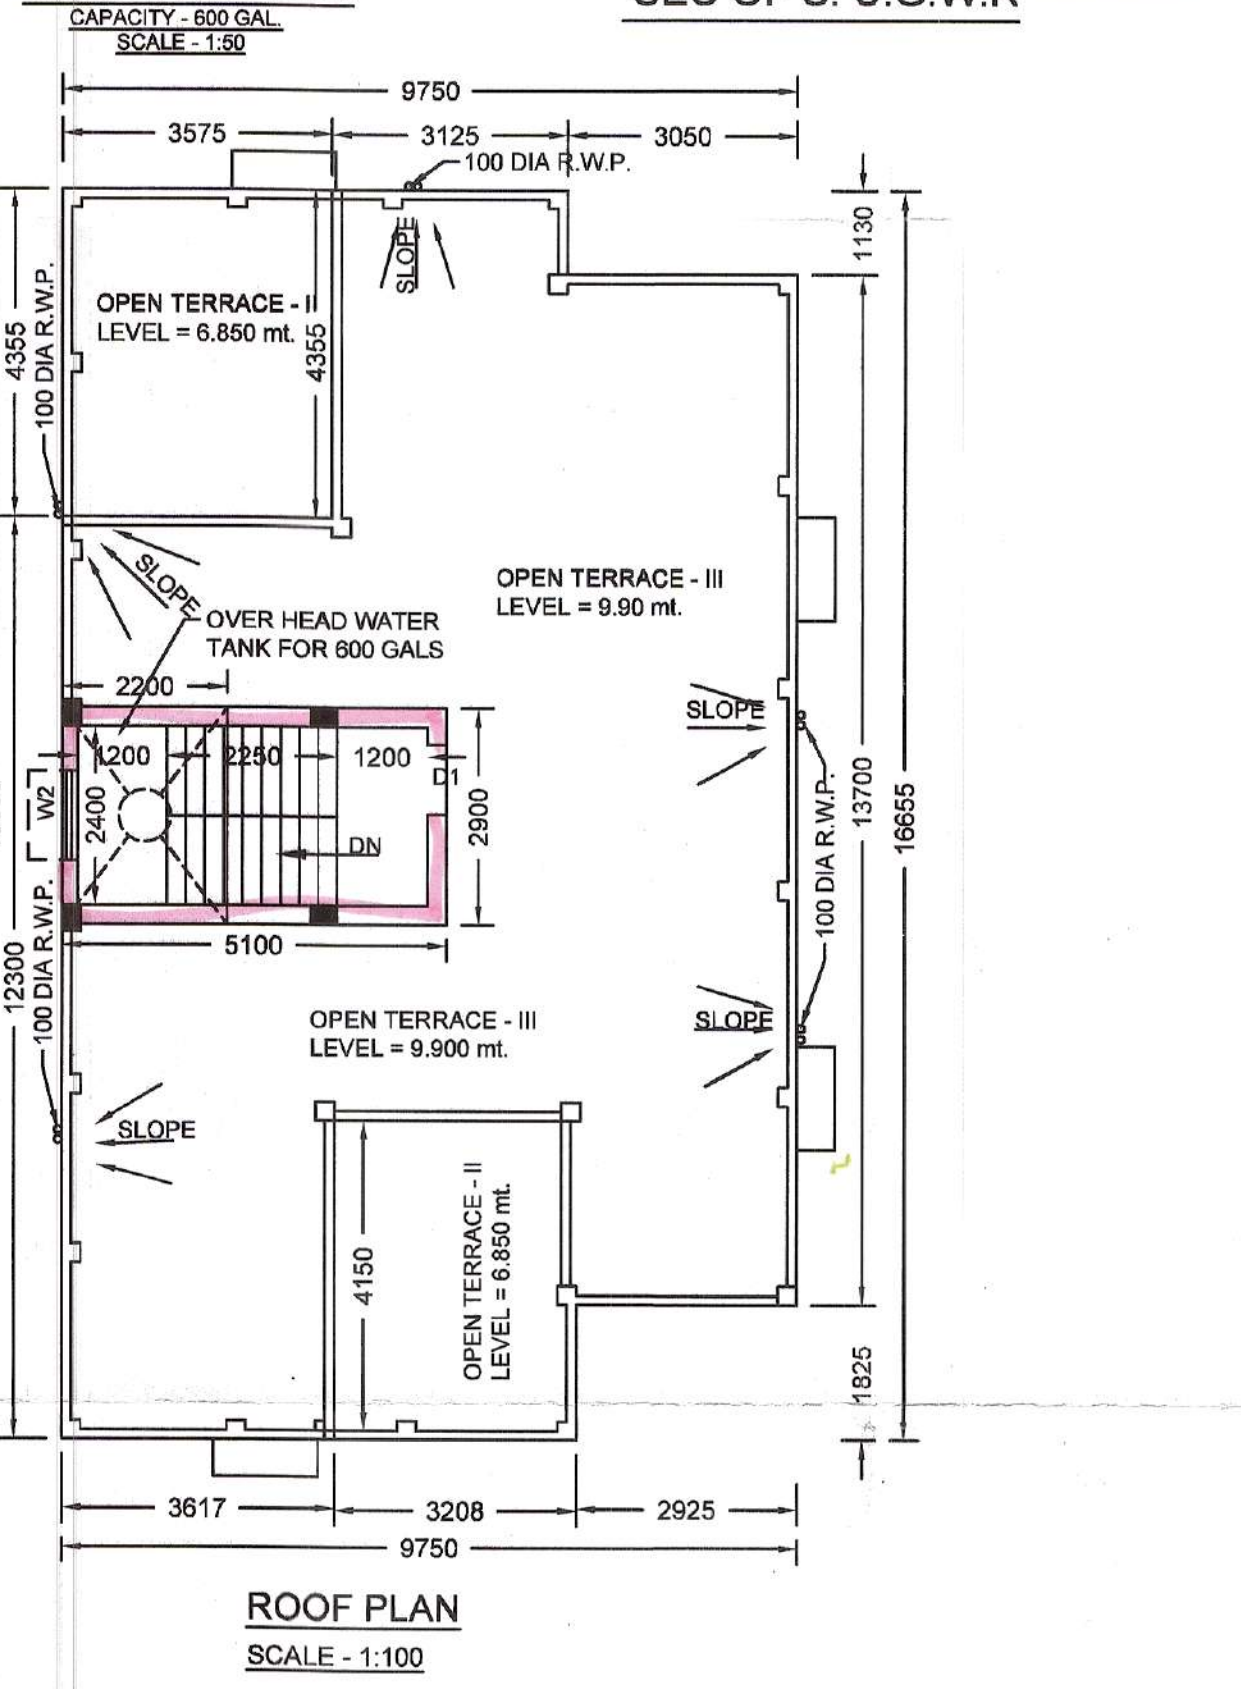 CAPACITY - 600 GAL.
SCALE - 1:50
9750
3575
3125
3050
100 DIA R.W.P.
1130
SLOPE
OPEN TERRACE - II
LEVEL = 6.850 mt.
4355
4355
100 DIA R.W.P.
SLOPE
OPEN TERRACE - III
LEVEL = 9.90 mt.
OVER HEAD WATER
TANK FOR 600 GALS
2200
SLOPE
1200
2250
1200
D1
W2
2400
2900
DN
13700
16655
100 DIA R.W.P.
5100
12300
100 DIA R.W.P.
OPEN TERRACE - III
LEVEL = 9.900 mt.
SLOPE
SLOPE
4150
OPEN TERRACE - II
LEVEL = 6.850 mt.
1825
3617
3208
2925
9750
ROOF PLAN
SCALE - 1:100